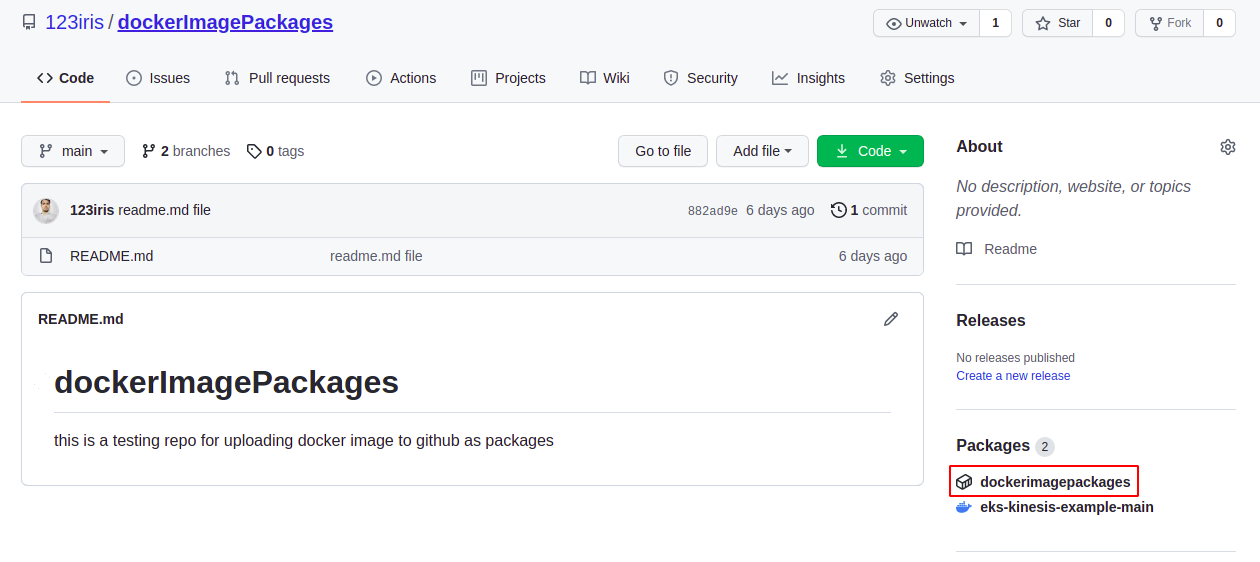 123iris / dockerImagePackages
Unwatch 1 Star 0 Fork 0
Code Issues Pull requests Actions Projects Wiki Security Insights Settings
main 2 branches 0 tags Go to file Add file Code
123iris readme.md file 882ad9e 6 days ago 1 commit
README.md readme.md file 6 days ago
README.md
dockerImagePackages
this is a testing repo for uploading docker image to github as packages
About
No description, website, or topics
provided.
Readme
Releases
No releases published
Create a new release
Packages 2
dockerimagepackages
eks-kinesis-example-main